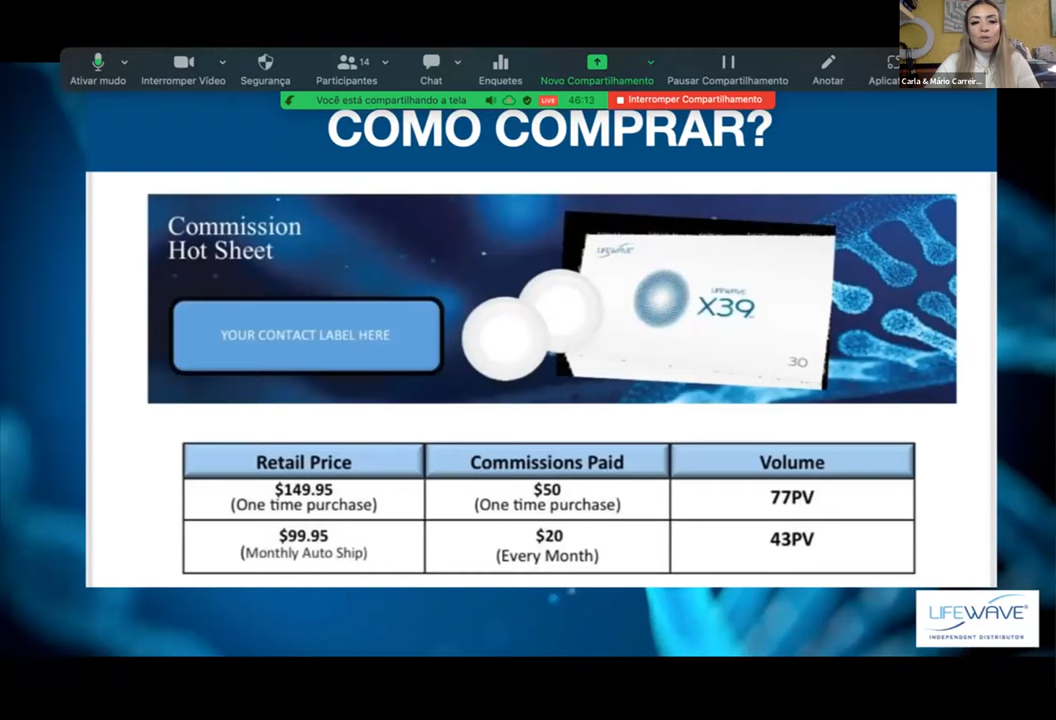 Ativar mudo
Interromper Vídeo
Segurança
14
Participantes
Chat
Enquetes
Novo Compartilhamento
Pausar Compartilhamento
Anotar
Carla & Mário Carreir...
Você está compartilhando a tela
LIVE
46:13
Interromper Compartilhamento
COMO COMPRAR?
Commission
Hot Sheet
YOUR CONTACT LABEL HERE
LIFEWAVE
LIFEWAVE
X39
30
Retail Price Commissions Paid Volume
$149.95 $50 77PV
(One time purchase) (One time purchase)
$99.95 $20 43PV
(Monthly Auto Ship) (Every Month)
LIFEWAVE®
INDEPENDENT DISTRIBUTOR